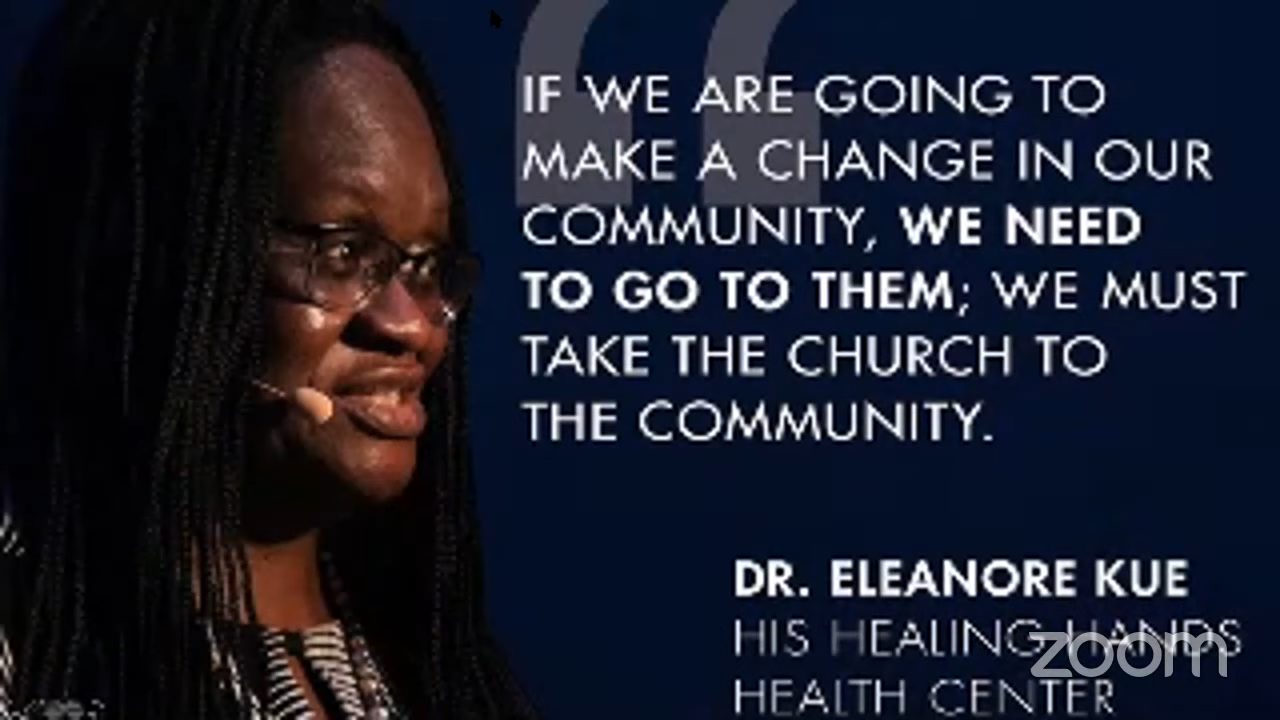 IF WE ARE GOING TO
MAKE A CHANGE IN OUR
COMMUNITY, WE NEED
TO GO TO THEM; WE MUST
TAKE THE CHURCH TO
THE COMMUNITY.
DR. ELEANORE KUE
HIS HEALING HANDS
HEALTH CENTER
zoom